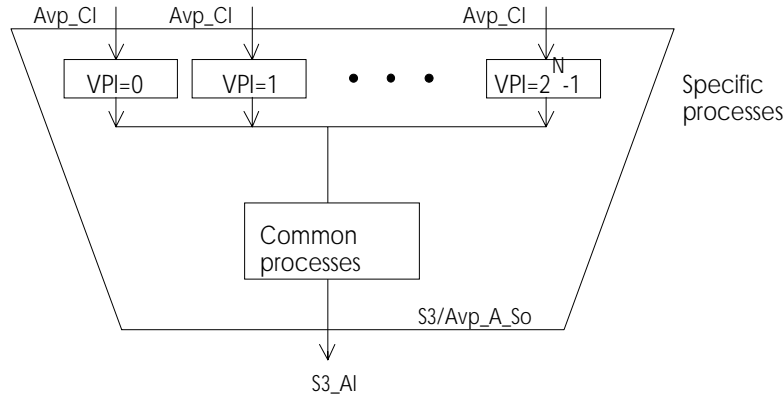 Avp_CI Avp_CI Avp_CI
VPI=0 VPI=1 • • • VPI=2^N-1
Specific
processes
Common
processes
S3/Avp_A_So
S3_AI